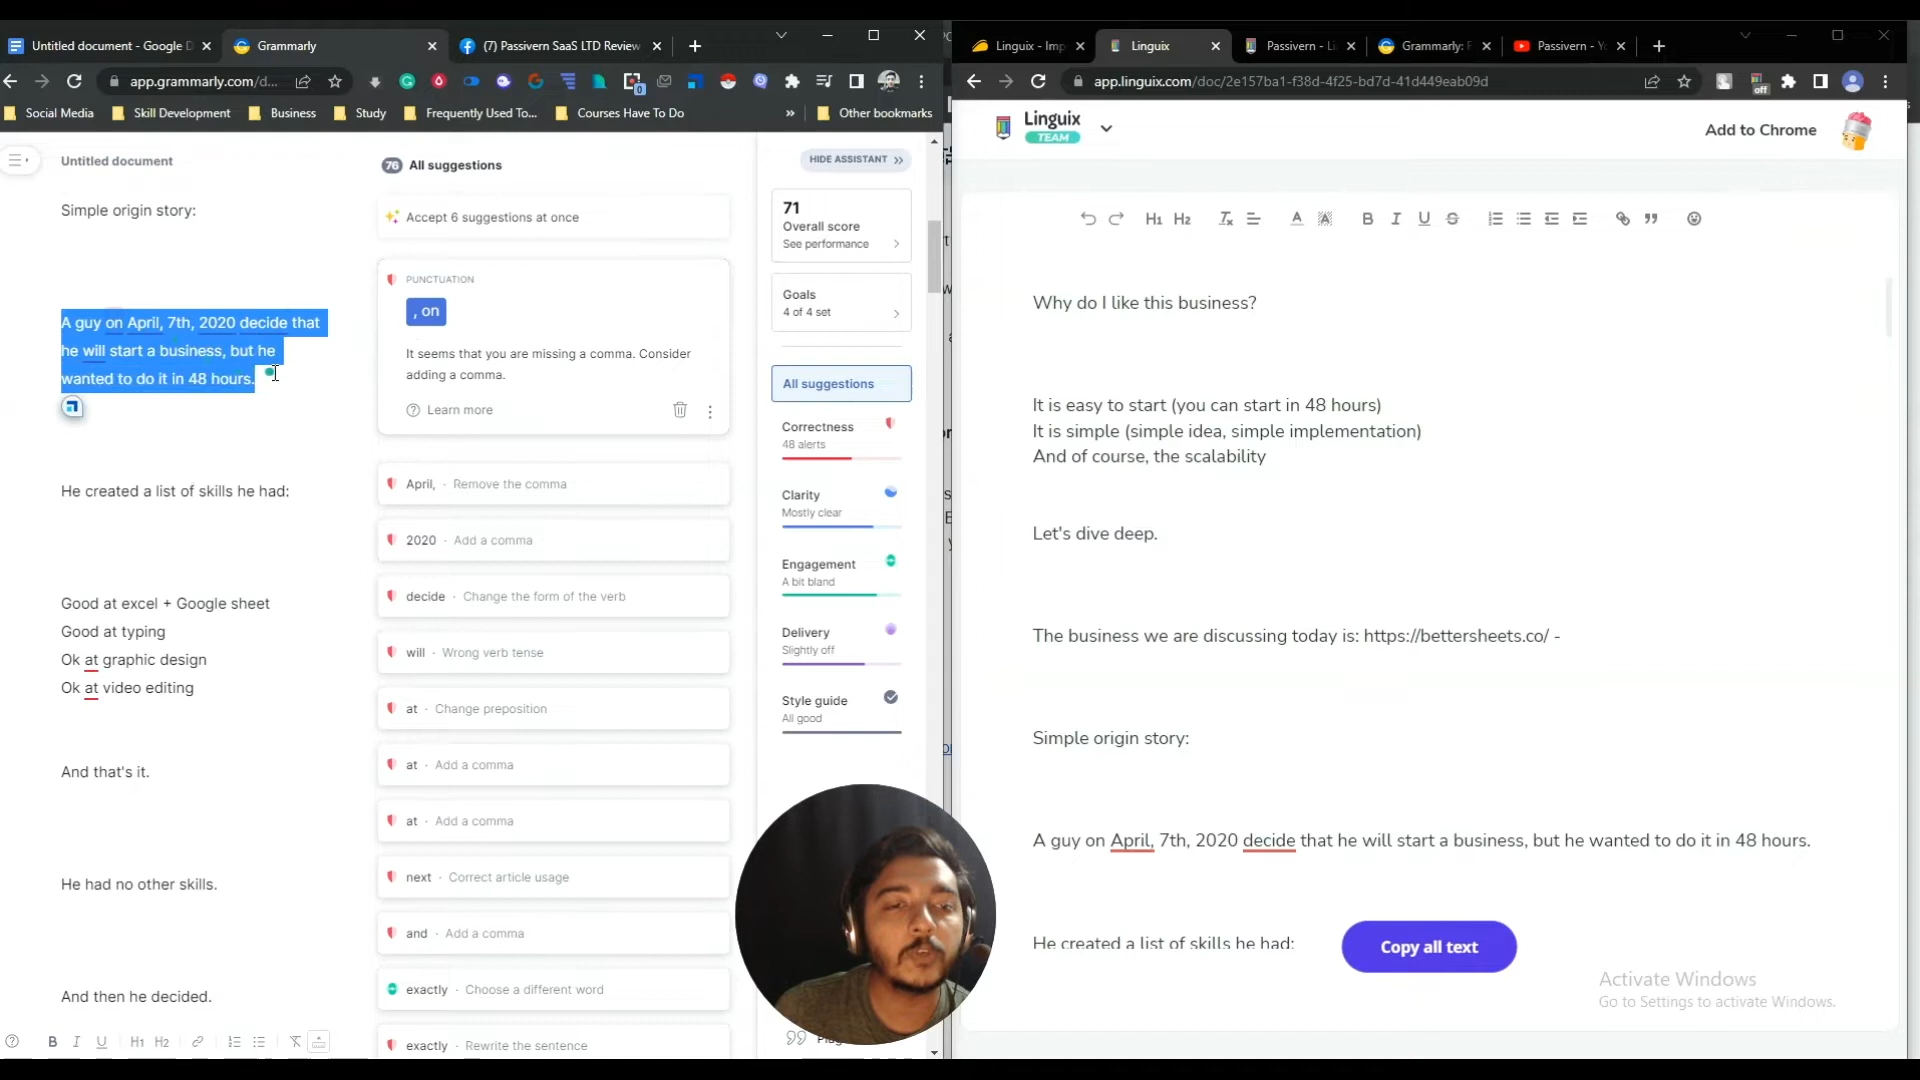 Untitled document - Google D
Grammarly
(7) Passivern SaaS LTD Review
app.grammarly.com/d...
Social Media
Skill Development
Business
Study
Frequently Used To...
Courses Have To Do
»
Other bookmarks
Untitled document
Simple origin story:
A guy on April, 7th, 2020 decide that
he will start a business, but he
wanted to do it in 48 hours.
He created a list of skills he had:
Good at excel + Google sheet
Good at typing
Ok at graphic design
Ok at video editing
And that's it.
He had no other skills.
And then he decided.
B I U H1 H2
76 All suggestions
Accept 6 suggestions at once
PUNCTUATION
, on
It seems that you are missing a comma. Consider
adding a comma.
Learn more
April, · Remove the comma
2020 · Add a comma
decide · Change the form of the verb
will · Wrong verb tense
at · Change preposition
at · Add a comma
at · Add a comma
next · Correct article usage
and · Add a comma
exactly · Choose a different word
exactly · Rewrite the sentence
HIDE ASSISTANT
71
Overall score
See performance
Goals
4 of 4 set
All suggestions
Correctness
48 alerts
Clarity
Mostly clear
Engagement
A bit bland
Delivery
Slightly off
Style guide
All good
Linguix - Imp
Linguix
Passivern - Li
Grammarly: F
Passivern - Yo
app.linguix.com/doc/2e157ba1-f38d-4f25-bd7d-41d449eab09d
off
Linguix
TEAM
Add to Chrome
H1 H2 B I U S
Why do I like this business?
It is easy to start (you can start in 48 hours)
It is simple (simple idea, simple implementation)
And of course, the scalability
Let's dive deep.
The business we are discussing today is: https://bettersheets.co/ -
Simple origin story:
A guy on April, 7th, 2020 decide that he will start a business, but he wanted to do it in 48 hours.
He created a list of skills he had:
Copy all text
Activate Windows
Go to Settings to activate Windows.